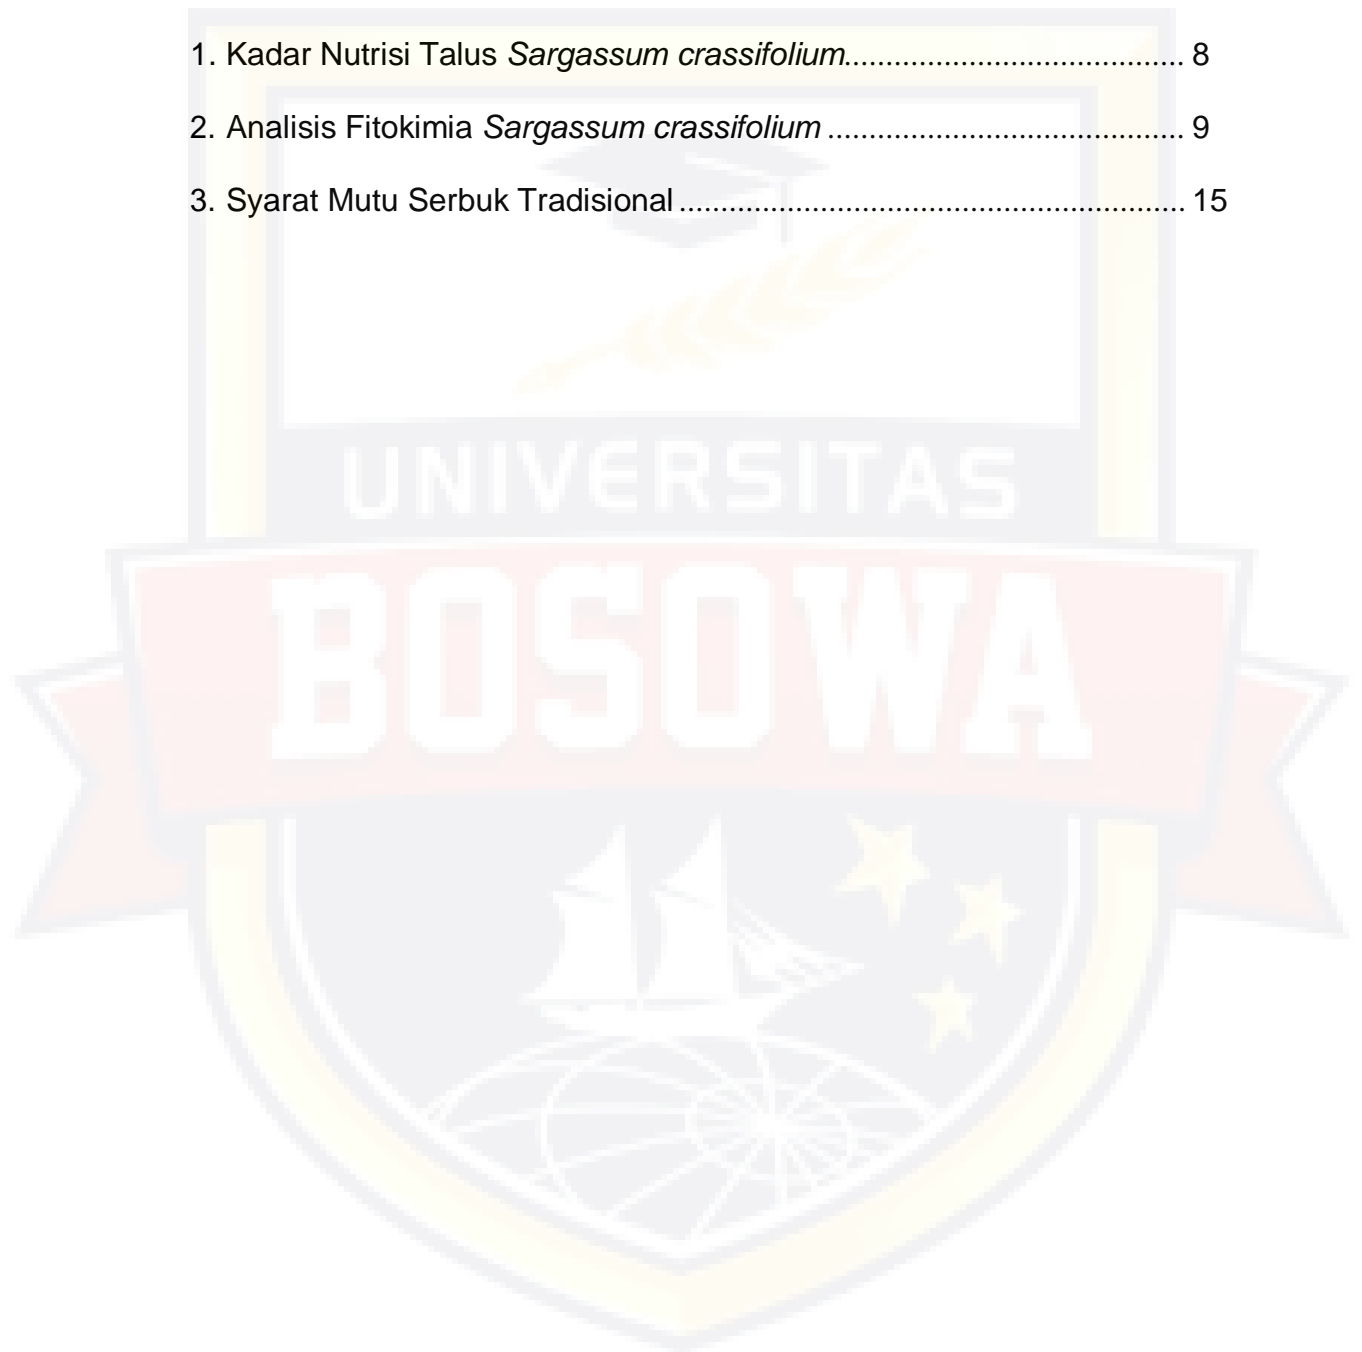 1. Kadar Nutrisi Talus Sargassum crassifolium......................................... 8
2. Analisis Fitokimia Sargassum crassifolium ........................................... 9
3. Syarat Mutu Serbuk Tradisional ............................................................. 15
UNIVERSITAS
BOSOWA